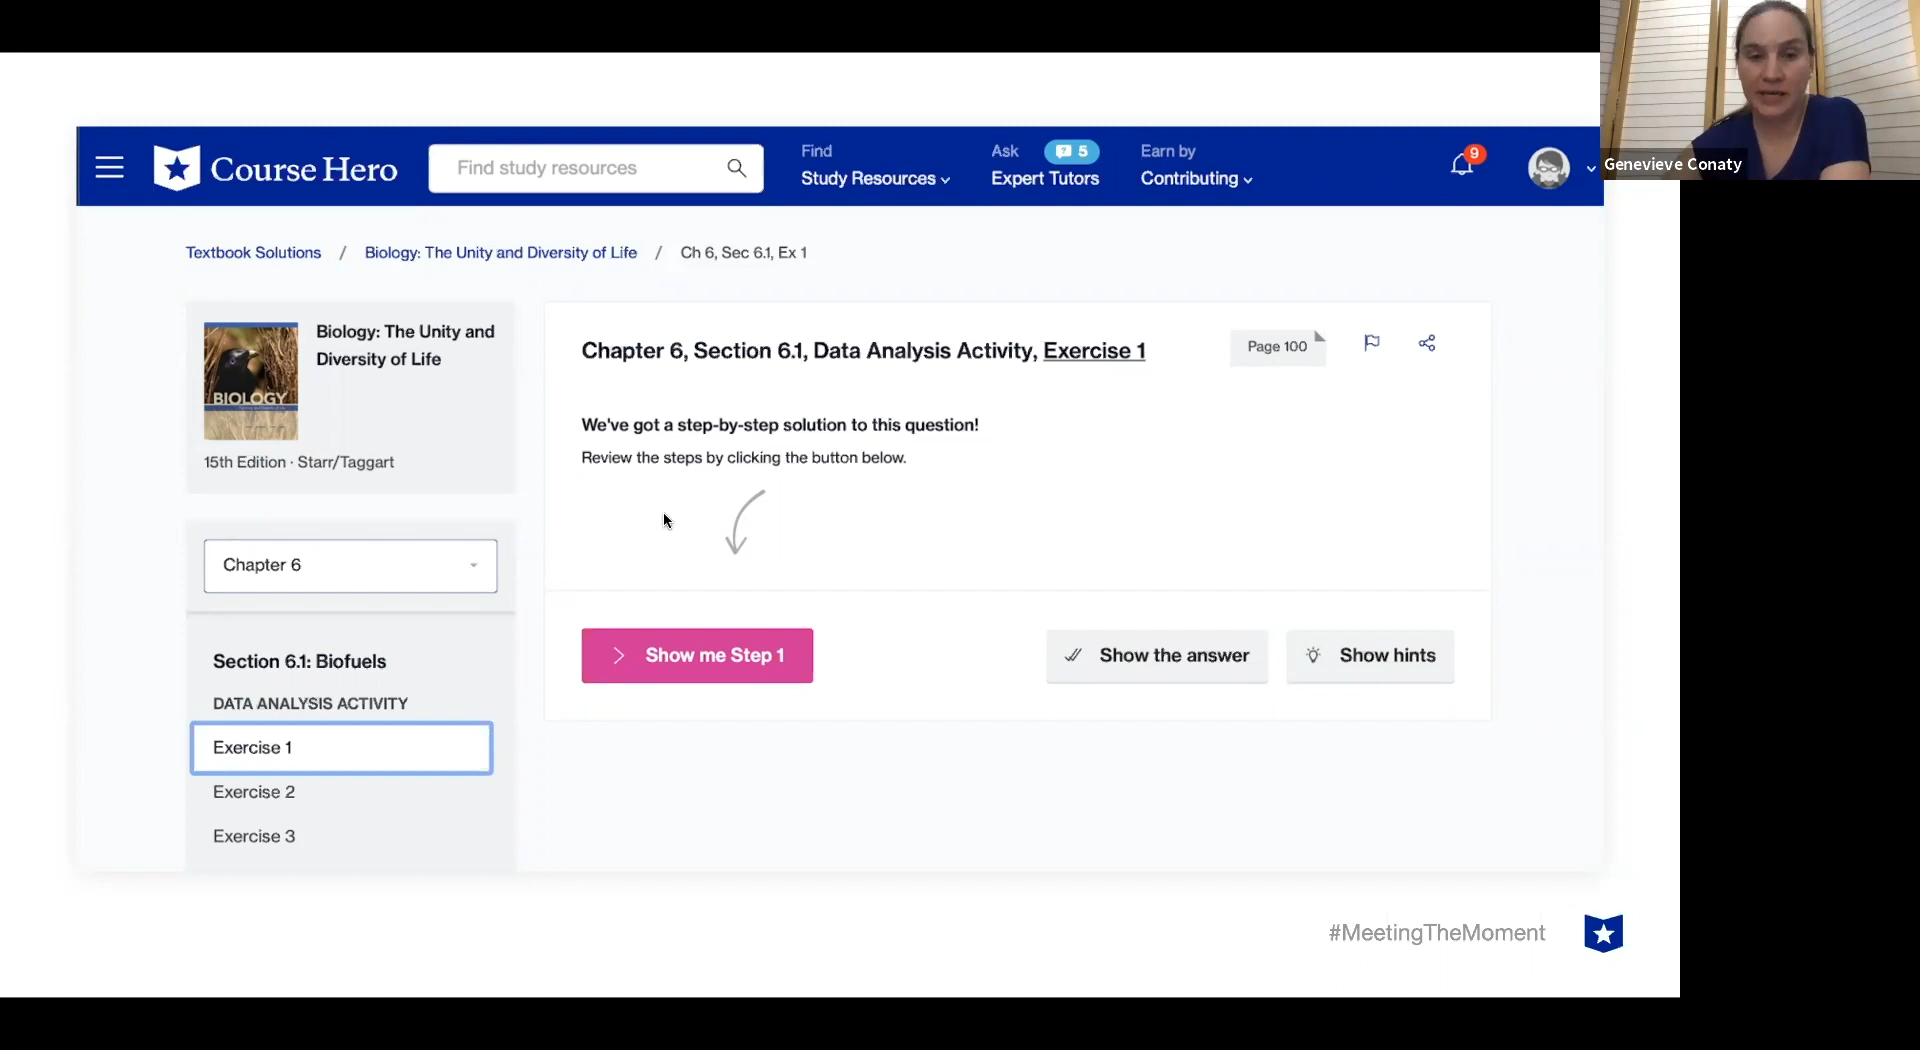 Course Hero
Find study resources
Find
Study Resources
Ask
5
Expert Tutors
Earn by
Contributing
9
Genevieve Conaty
Textbook Solutions / Biology: The Unity and Diversity of Life / Ch 6, Sec 6.1, Ex 1
BIOLOGY
Biology: The Unity and
Diversity of Life
15th Edition · Starr/Taggart
Chapter 6
Section 6.1: Biofuels
DATA ANALYSIS ACTIVITY
Exercise 1
Exercise 2
Exercise 3
Chapter 6, Section 6.1, Data Analysis Activity, Exercise 1
Page 100
We've got a step-by-step solution to this question!
Review the steps by clicking the button below.
Show me Step 1
Show the answer
Show hints
#MeetingTheMoment